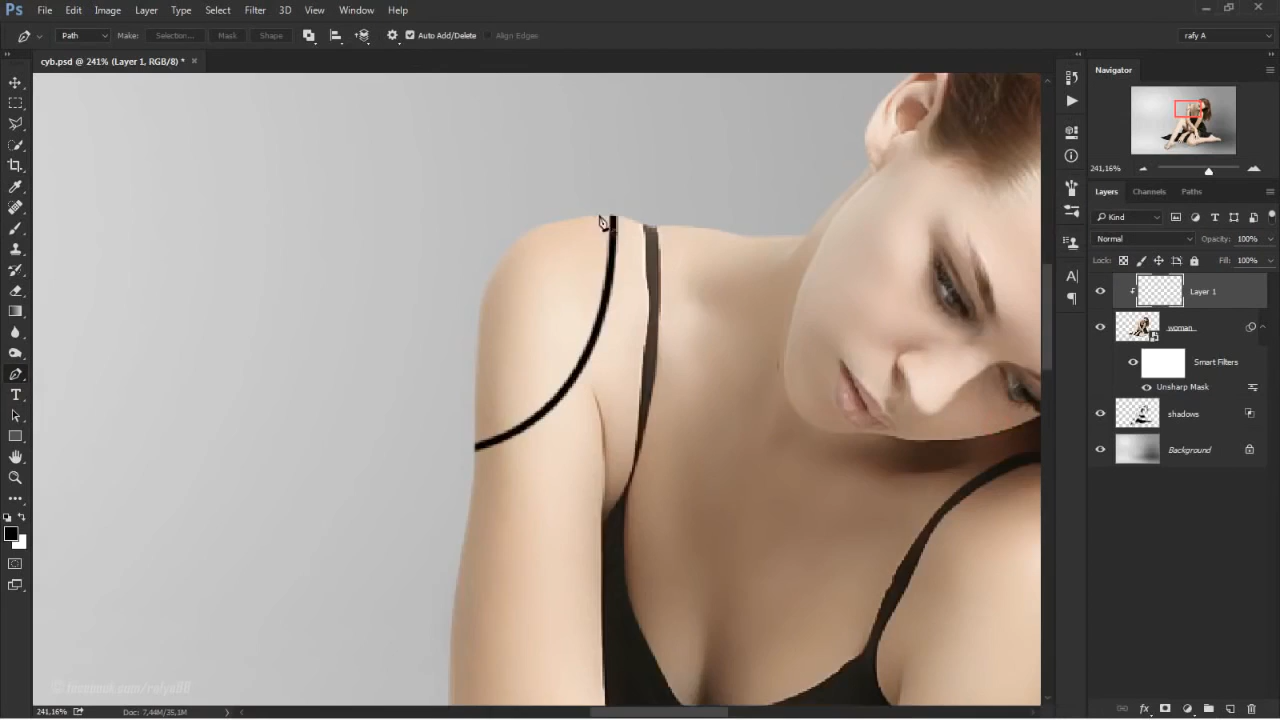 Ps File Edit Image Layer Type Select Filter 3D View Window Help
Path Make: Selection... Mask Shape Auto Add/Delete Align Edges rafy A
cyb.psd @ 241% (Layer 1, RGB/8) * ×
Navigator
241,16%
Layers Channels Paths
Kind
Normal Opacity: 100%
Lock: Fill: 100%
Layer 1
woman
Smart Filters
Unsharp Mask
shadows
Background
© facebook.com/rafya88
241,16% Doc: 7,44M/35,1M